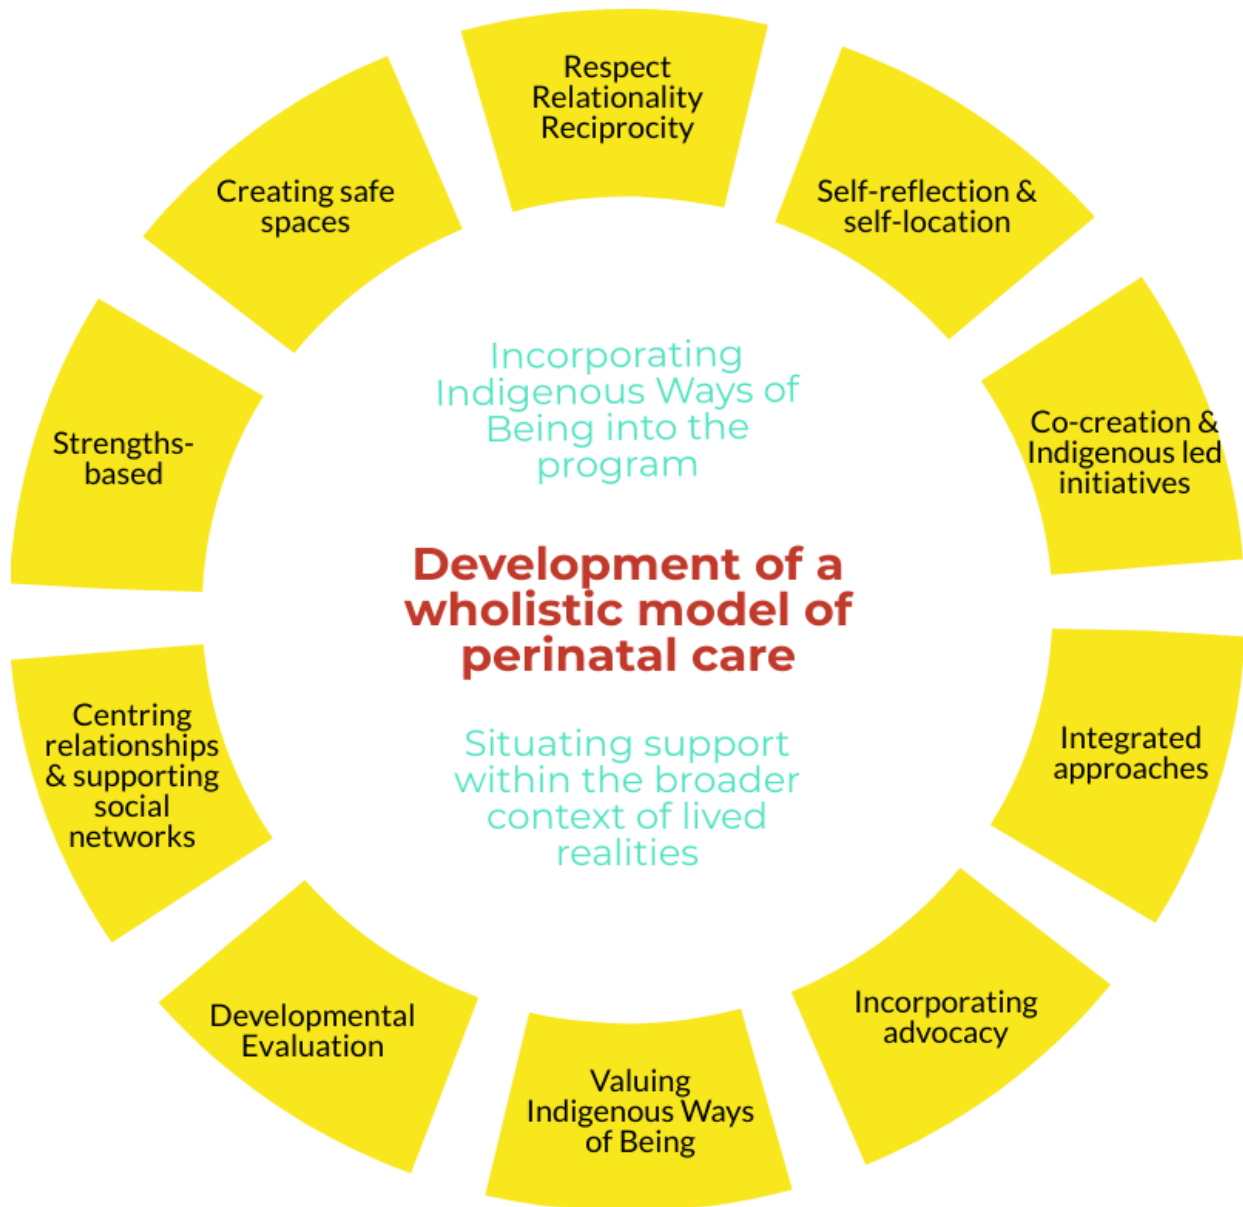 Respect
Relationality
Reciprocity
Self-reflection &
self-location
Co-creation &
Indigenous led
initiatives
Integrated
approaches
Incorporating
advocacy
Valuing
Indigenous Ways
of Being
Developmental
Evaluation
Centring
relationships
& supporting
social
networks
Strengths-
based
Creating safe
spaces
Incorporating
Indigenous Ways of
Being into the
program
Development of a
wholistic model of
perinatal care
Situating support
within the broader
context of lived
realities